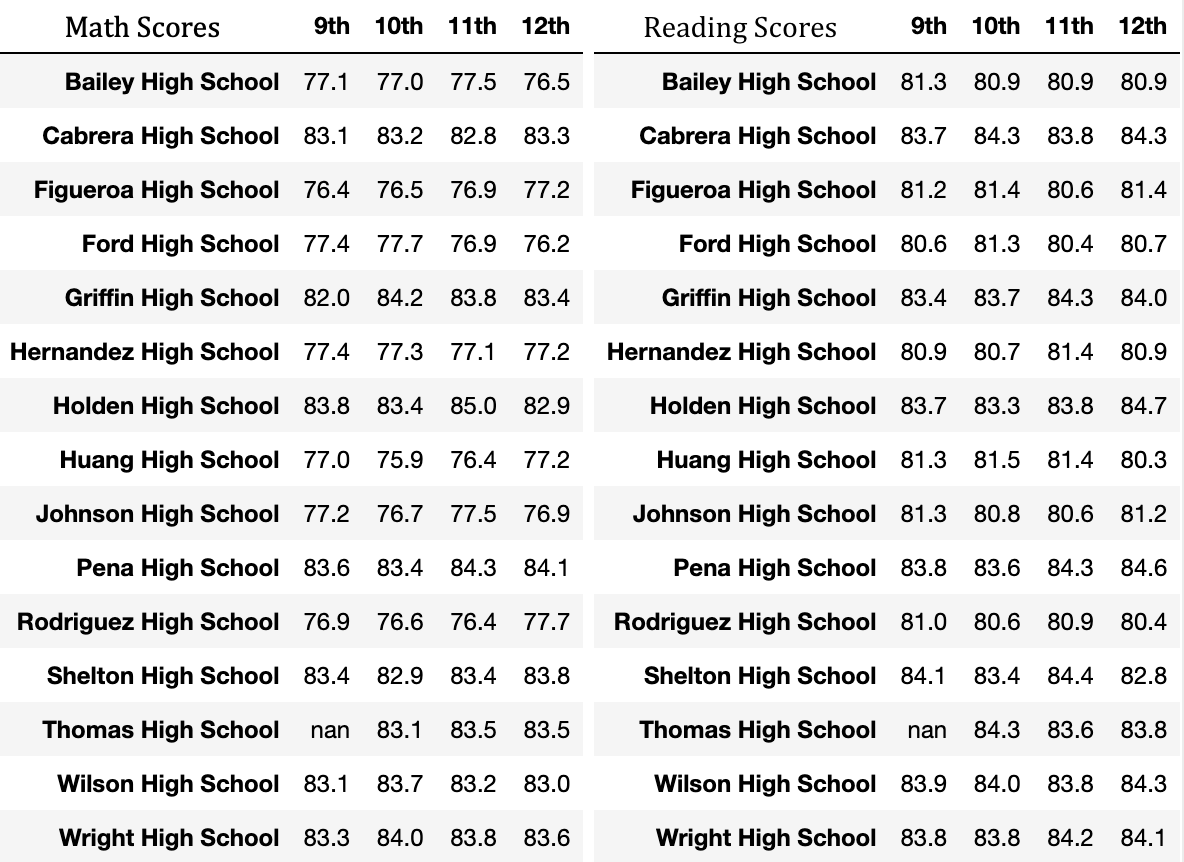 Math Scores 9th 10th 11th 12th Reading Scores 9th 10th 11th 12th
Bailey High School 77.1 77.0 77.5 76.5 Bailey High School 81.3 80.9 80.9 80.9
Cabrera High School 83.1 83.2 82.8 83.3 Cabrera High School 83.7 84.3 83.8 84.3
Figueroa High School 76.4 76.5 76.9 77.2 Figueroa High School 81.2 81.4 80.6 81.4
Ford High School 77.4 77.7 76.9 76.2 Ford High School 80.6 81.3 80.4 80.7
Griffin High School 82.0 84.2 83.8 83.4 Griffin High School 83.4 83.7 84.3 84.0
Hernandez High School 77.4 77.3 77.1 77.2 Hernandez High School 80.9 80.7 81.4 80.9
Holden High School 83.8 83.4 85.0 82.9 Holden High School 83.7 83.3 83.8 84.7
Huang High School 77.0 75.9 76.4 77.2 Huang High School 81.3 81.5 81.4 80.3
Johnson High School 77.2 76.7 77.5 76.9 Johnson High School 81.3 80.8 80.6 81.2
Pena High School 83.6 83.4 84.3 84.1 Pena High School 83.8 83.6 84.3 84.6
Rodriguez High School 76.9 76.6 76.4 77.7 Rodriguez High School 81.0 80.6 80.9 80.4
Shelton High School 83.4 82.9 83.4 83.8 Shelton High School 84.1 83.4 84.4 82.8
Thomas High School nan 83.1 83.5 83.5 Thomas High School nan 84.3 83.6 83.8
Wilson High School 83.1 83.7 83.2 83.0 Wilson High School 83.9 84.0 83.8 84.3
Wright High School 83.3 84.0 83.8 83.6 Wright High School 83.8 83.8 84.2 84.1